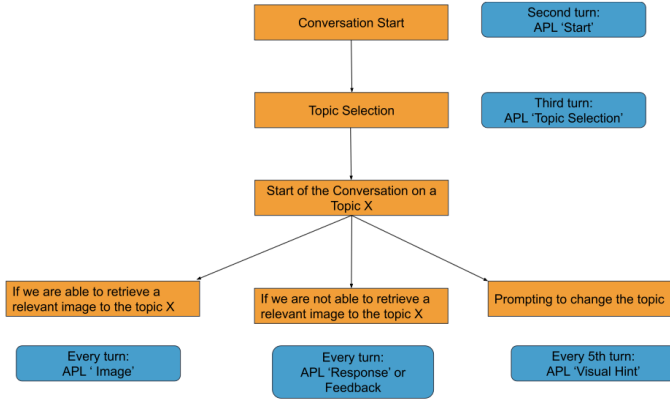 Conversation Start
Second turn:
APL 'Start'
Topic Selection
Third turn:
APL 'Topic Selection'
Start of the Conversation on a
Topic X
If we are able to retrieve a
relevant image to the topic X
If we are not able to retrieve a
relevant image to the topic X
Prompting to change the topic
Every turn:
APL ' Image'
Every turn:
APL 'Response' or
Feedback
Every 5th turn:
APL 'Visual Hint'